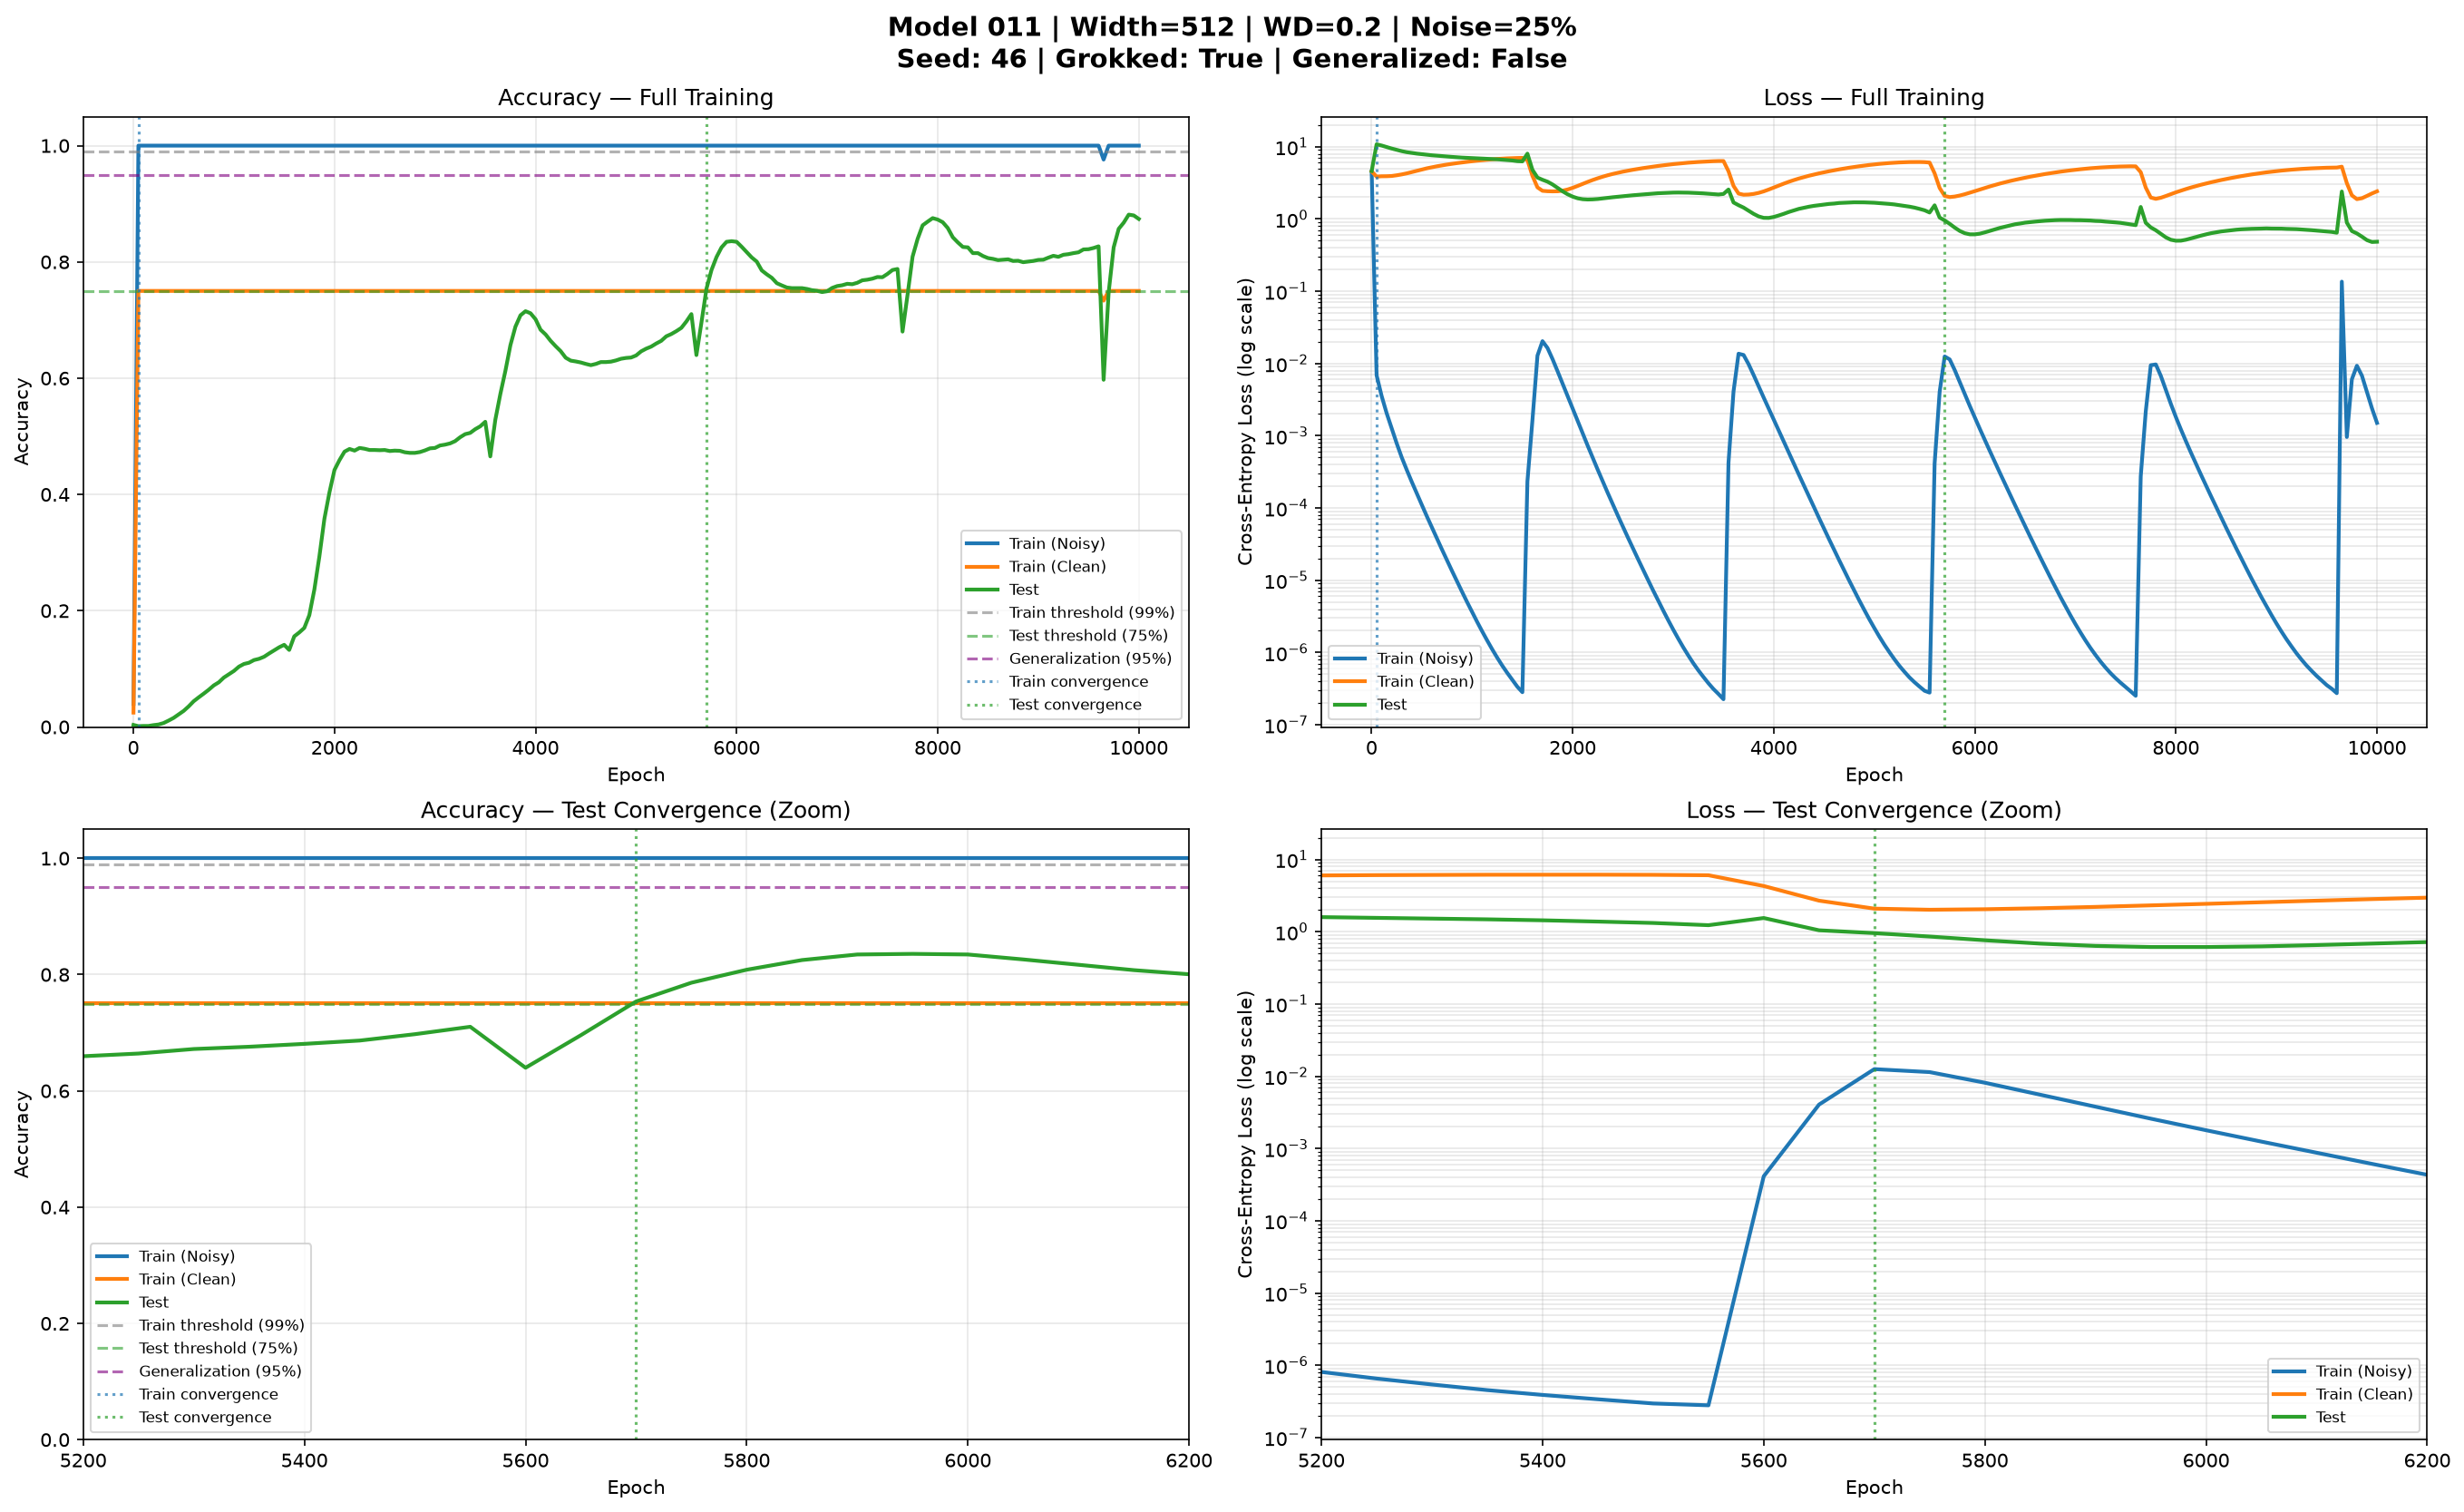 Model 011 | Width=512 | WD=0.2 | Noise=25%
Seed: 46 | Grokked: True | Generalized: False
Accuracy — Full Training
Accuracy
1.0
0.8
0.6
0.4
0.2
0.0
Train (Noisy)
Train (Clean)
Test
Train threshold (99%)
Test threshold (75%)
Generalization (95%)
Train convergence
Test convergence
0 2000 4000 6000 8000 10000
Epoch
Loss — Full Training
Cross-Entropy Loss (log scale)
10^1
10^0
10^-1
10^-2
10^-3
10^-4
10^-5
10^-6
10^-7
Train (Noisy)
Train (Clean)
Test
0 2000 4000 6000 8000 10000
Epoch
Accuracy — Test Convergence (Zoom)
Accuracy
1.0
0.8
0.6
0.4
0.2
0.0
Train (Noisy)
Train (Clean)
Test
Train threshold (99%)
Test threshold (75%)
Generalization (95%)
Train convergence
Test convergence
5200 5400 5600 5800 6000 6200
Epoch
Loss — Test Convergence (Zoom)
Cross-Entropy Loss (log scale)
10^1
10^0
10^-1
10^-2
10^-3
10^-4
10^-5
10^-6
10^-7
Train (Noisy)
Train (Clean)
Test
5200 5400 5600 5800 6000 6200
Epoch